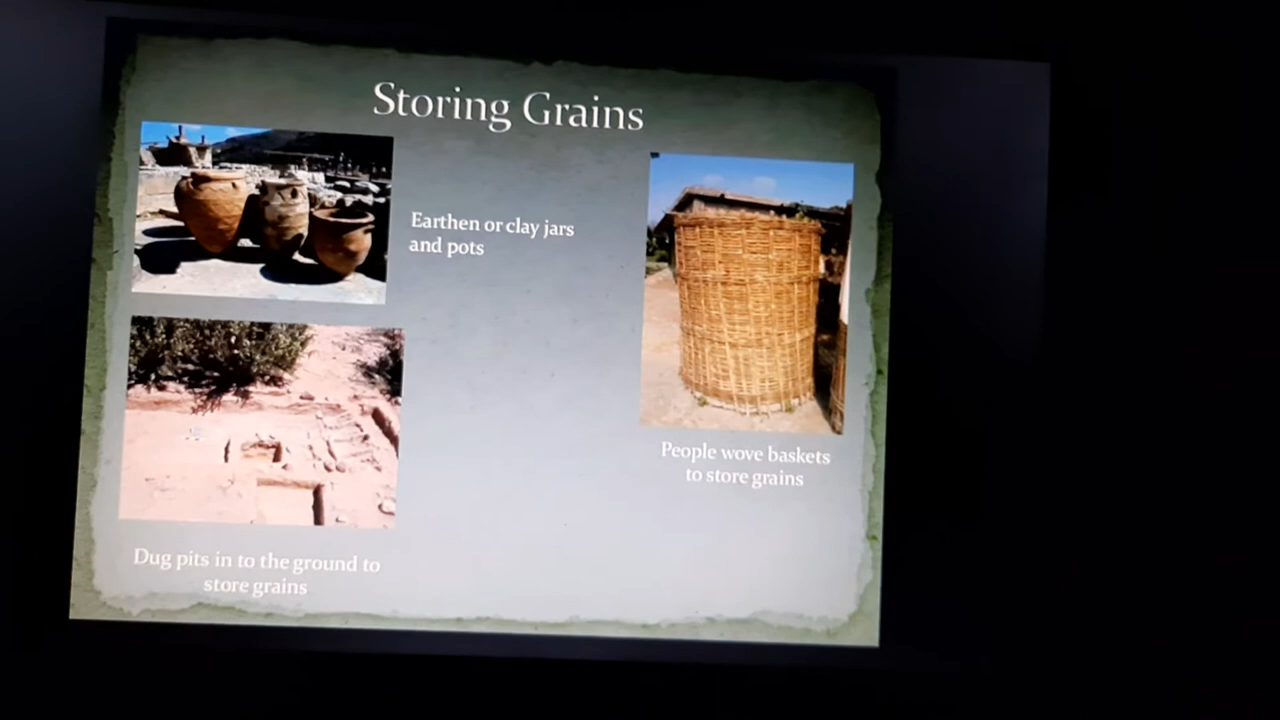 Storing Grains
Earthen or clay jars
and pots
People wove baskets
to store grains
Dug pits in to the ground to
store grains